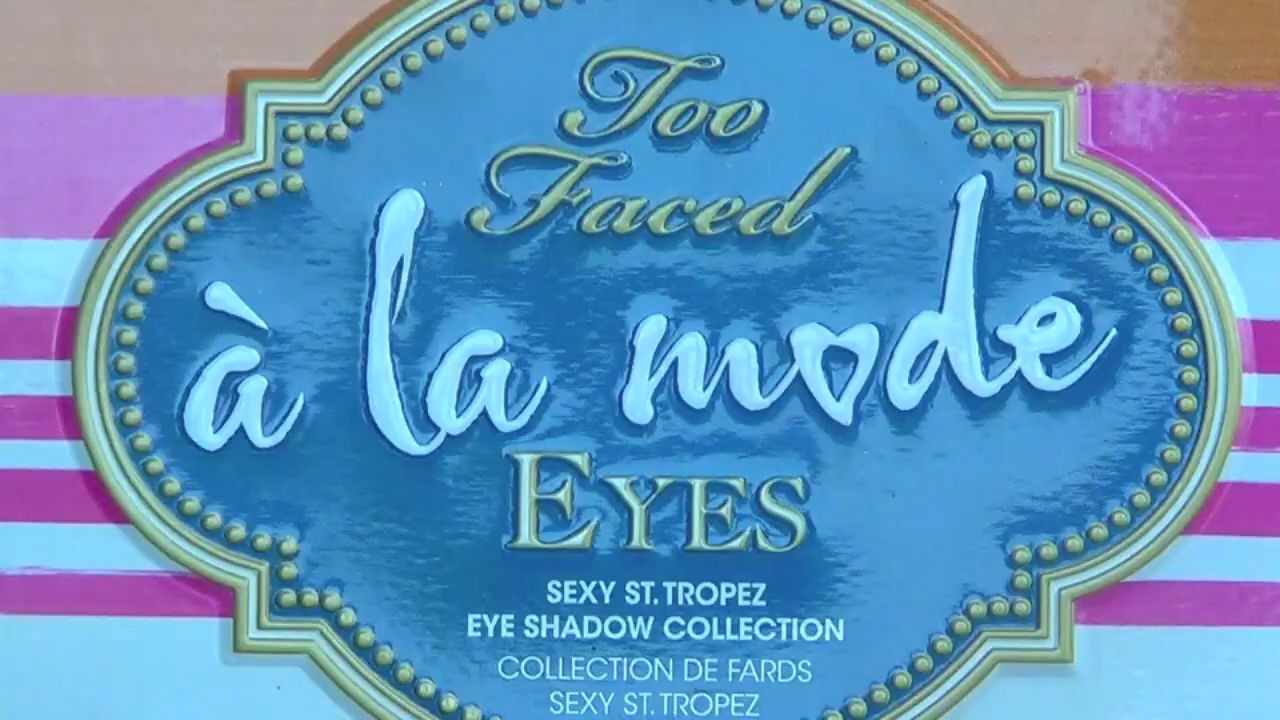 Too
Faced
à la mode
EYES
SEXY ST. TROPEZ
EYE SHADOW COLLECTION
COLLECTION DE FARDS
SEXY ST. TROPEZ